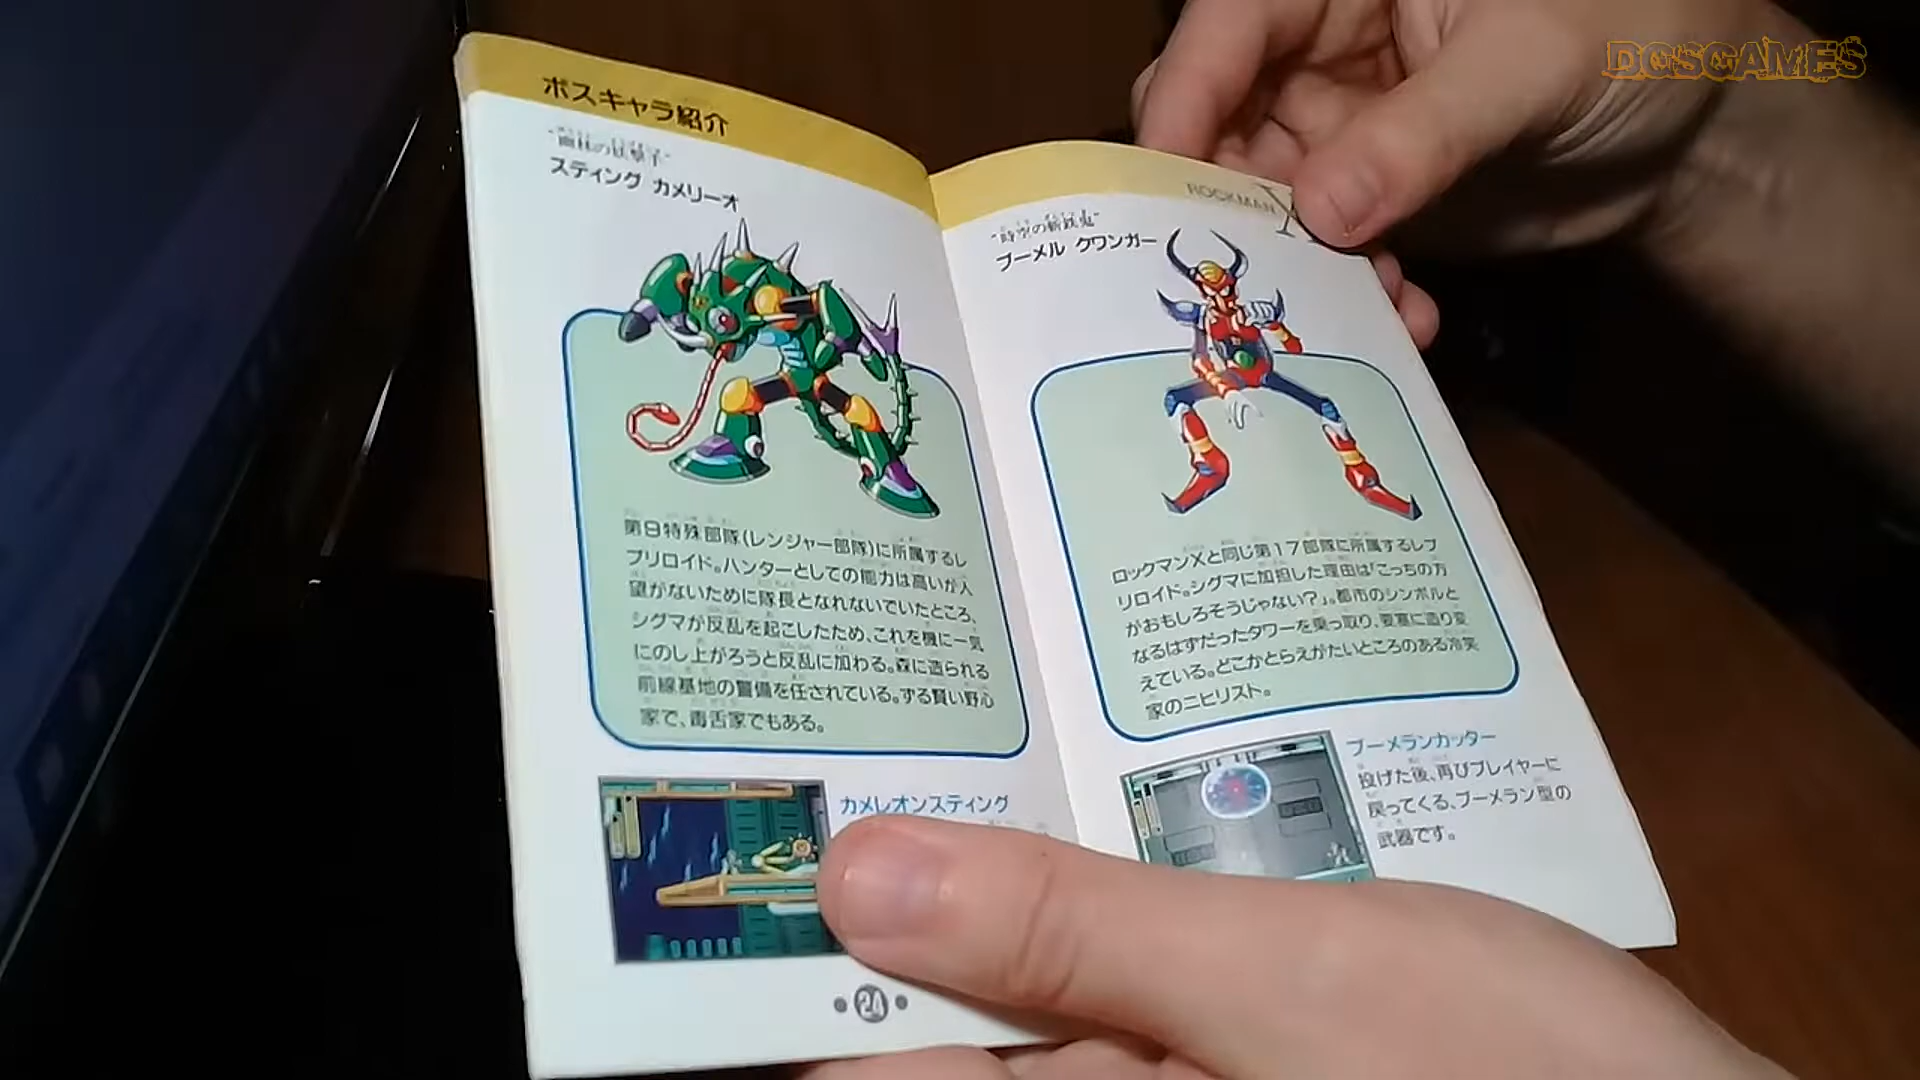 DGSGAMES
ボスキャラ紹介
スティング カメリーオ
第9特殊部隊(レンジャー部隊)に所属するレ
プリロイド。ハンターとしての能力は高いが人
望がないために隊長となれないでいたところ、
シグマが反乱を起こしたため、これを機に一気
にのし上がろうと反乱に加わる。森に造られる
前線基地の警備を任されている。ずる賢い野心
家で、毒舌家でもある。
カメレオンスティング
24
ROCKMAN X
"時空の斬鉄鬼"
ブーメル クワンガー
ロックマンXと同じ第17部隊に所属するレプ
リロイド。シグマに加担した理由は「こっちの方
がおもしろそうじゃない?」。都市のシンボルと
なるはずだったタワーを乗っ取り、要塞に造り変
えている。どこかとらえがたいところのある冷笑
家のニヒリスト。
ブーメランカッター
投げた後、再びプレイヤーに
戻ってくる、ブーメラン型の
武器です。